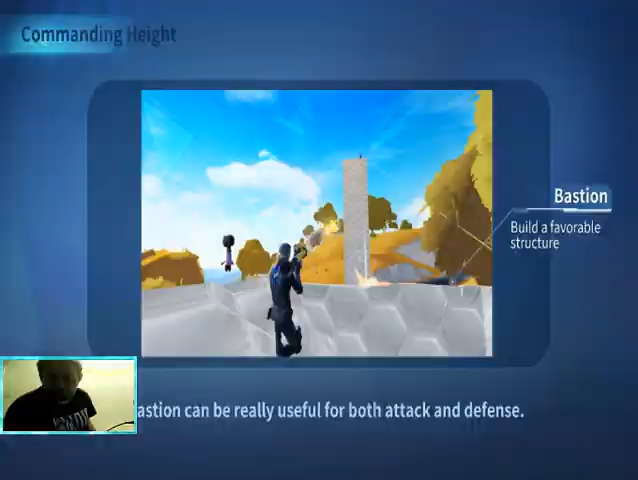 Commanding Height
Bastion
Build a favorable
structure
astion can be really useful for both attack and defense.